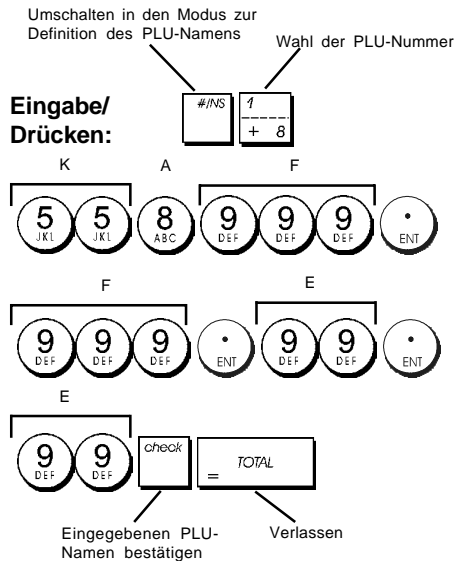 Umschalten in den Modus zur
Definition des PLU-Namens
Wahl der PLU-Nummer
Eingabe/
Drücken:
#/NS
1
+ 8
K A F
5 JKL 5 JKL 8 ABC 9 DEF 9 DEF 9 DEF • ENT
F E
9 DEF 9 DEF 9 DEF • ENT 9 DEF 9 DEF • ENT
E
9 DEF 9 DEF check = TOTAL
Eingegebenen PLU-
Namen bestätigen
Verlassen